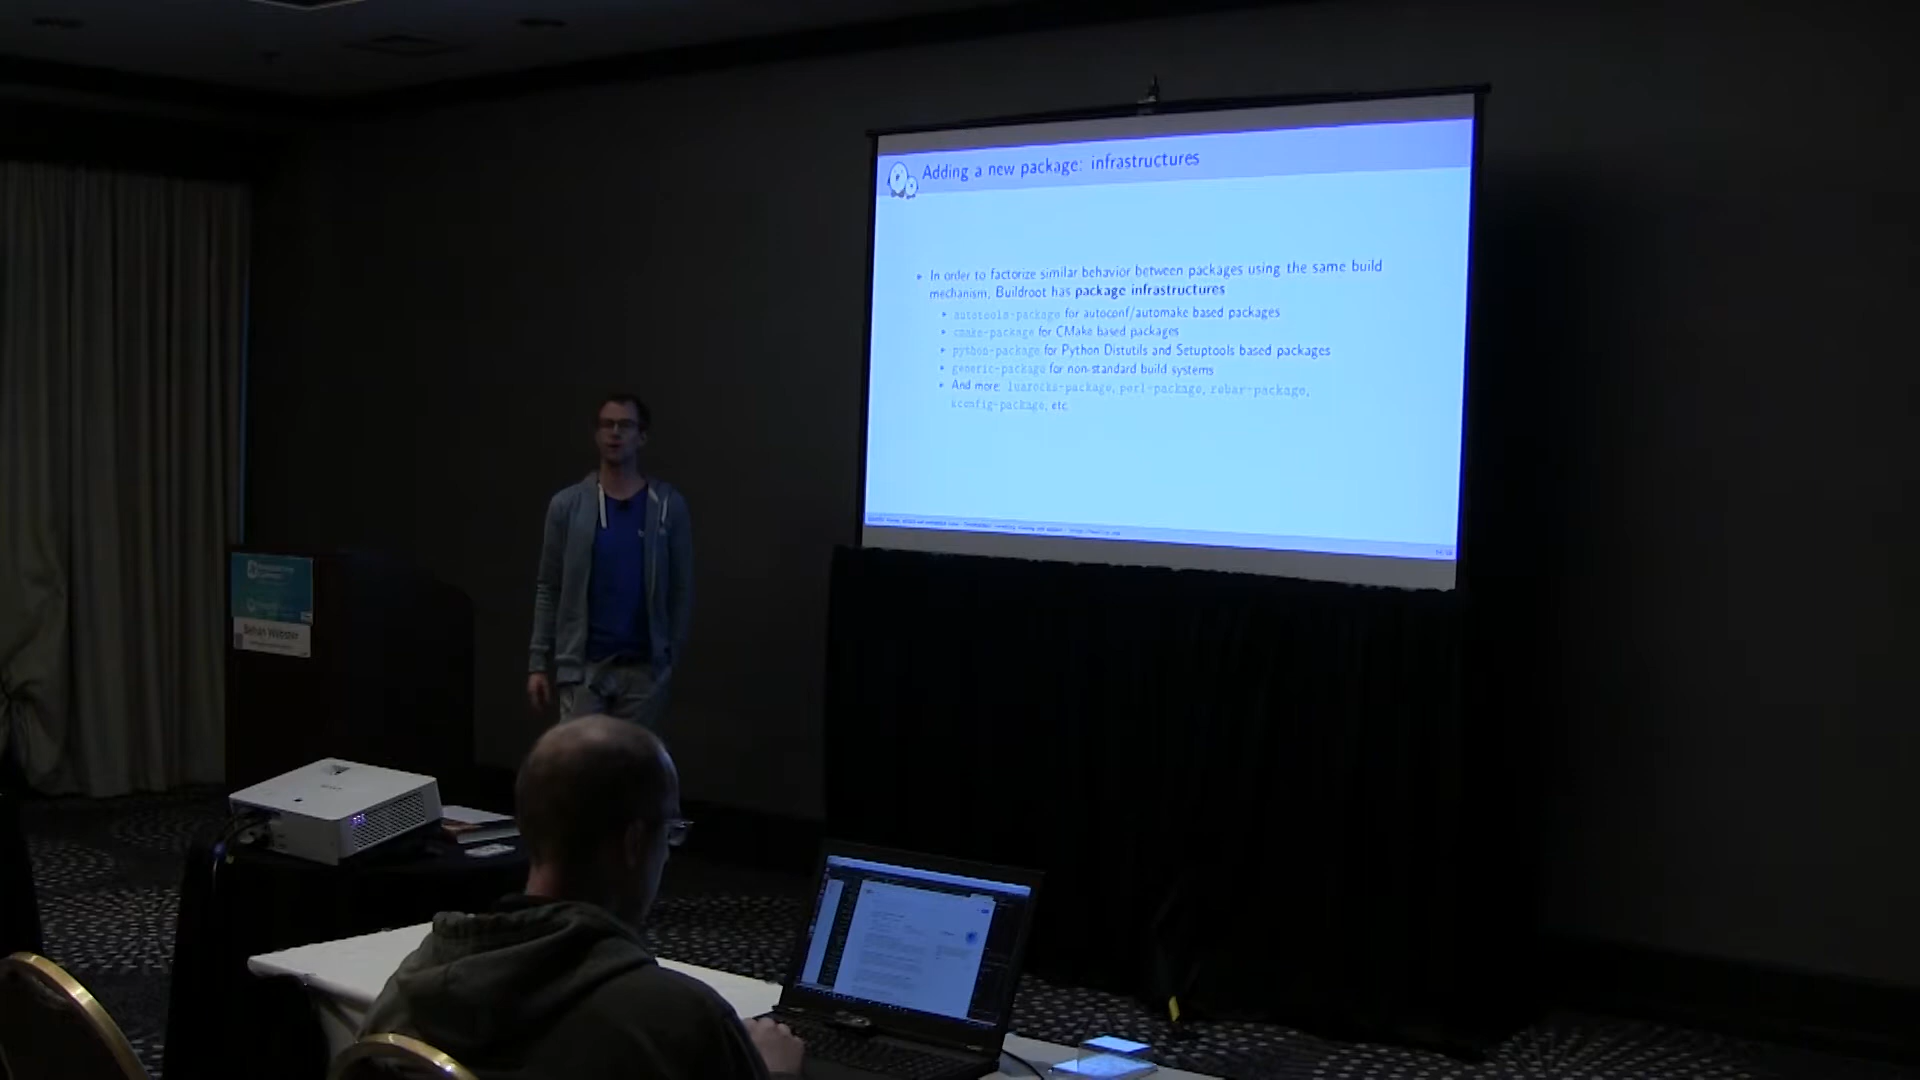 Adding a new package: infrastructures
In order to factorize similar behavior between packages using the same build
mechanism, Buildroot has package infrastructures
autotools-package for autoconf/automake based packages
cmake-package for CMake based packages
python-package for Python Distutils and Setuptools based packages
generic-package for non-standard build systems
And more: luarocks-package, perl-package, rebar-package,
kconfig-package, etc
Behan Webster